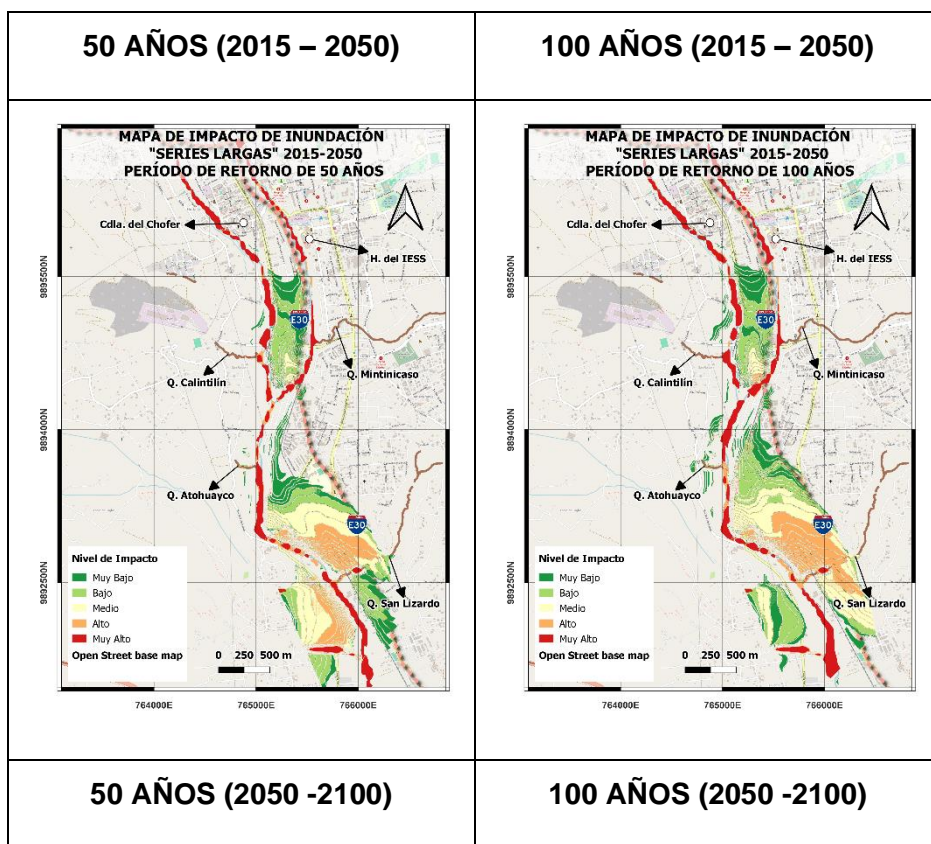 50 AÑOS (2015 – 2050)
100 AÑOS (2015 – 2050)
MAPA DE IMPACTO DE INUNDACIÓN
"SERIES LARGAS" 2015-2050
PERÍODO DE RETORNO DE 50 AÑOS
Cdla. del Chofer
H. del IESS
9895500N
E30
Q. Calintilín
Q. Mintinicaso
9894000N
Q. Atohuayco
E30
Nivel de Impacto
Muy Bajo
Bajo
Medio
Alto
Muy Alto
Open Street base map
9892500N
Q. San Lizardo
0 250 500 m
764000E
765000E
766000E
MAPA DE IMPACTO DE INUNDACIÓN
"SERIES LARGAS" 2015-2050
PERÍODO DE RETORNO DE 100 AÑOS
Cdla. del Chofer
H. del IESS
9895500N
E30
Q. Calintilín
Q. Mintinicaso
9894000N
Q. Atohuayco
E30
Nivel de Impacto
Muy Bajo
Bajo
Medio
Alto
Muy Alto
Open Street base map
9892500N
Q. San Lizardo
0 250 500 m
764000E
765000E
766000E
50 AÑOS (2050 -2100)
100 AÑOS (2050 -2100)